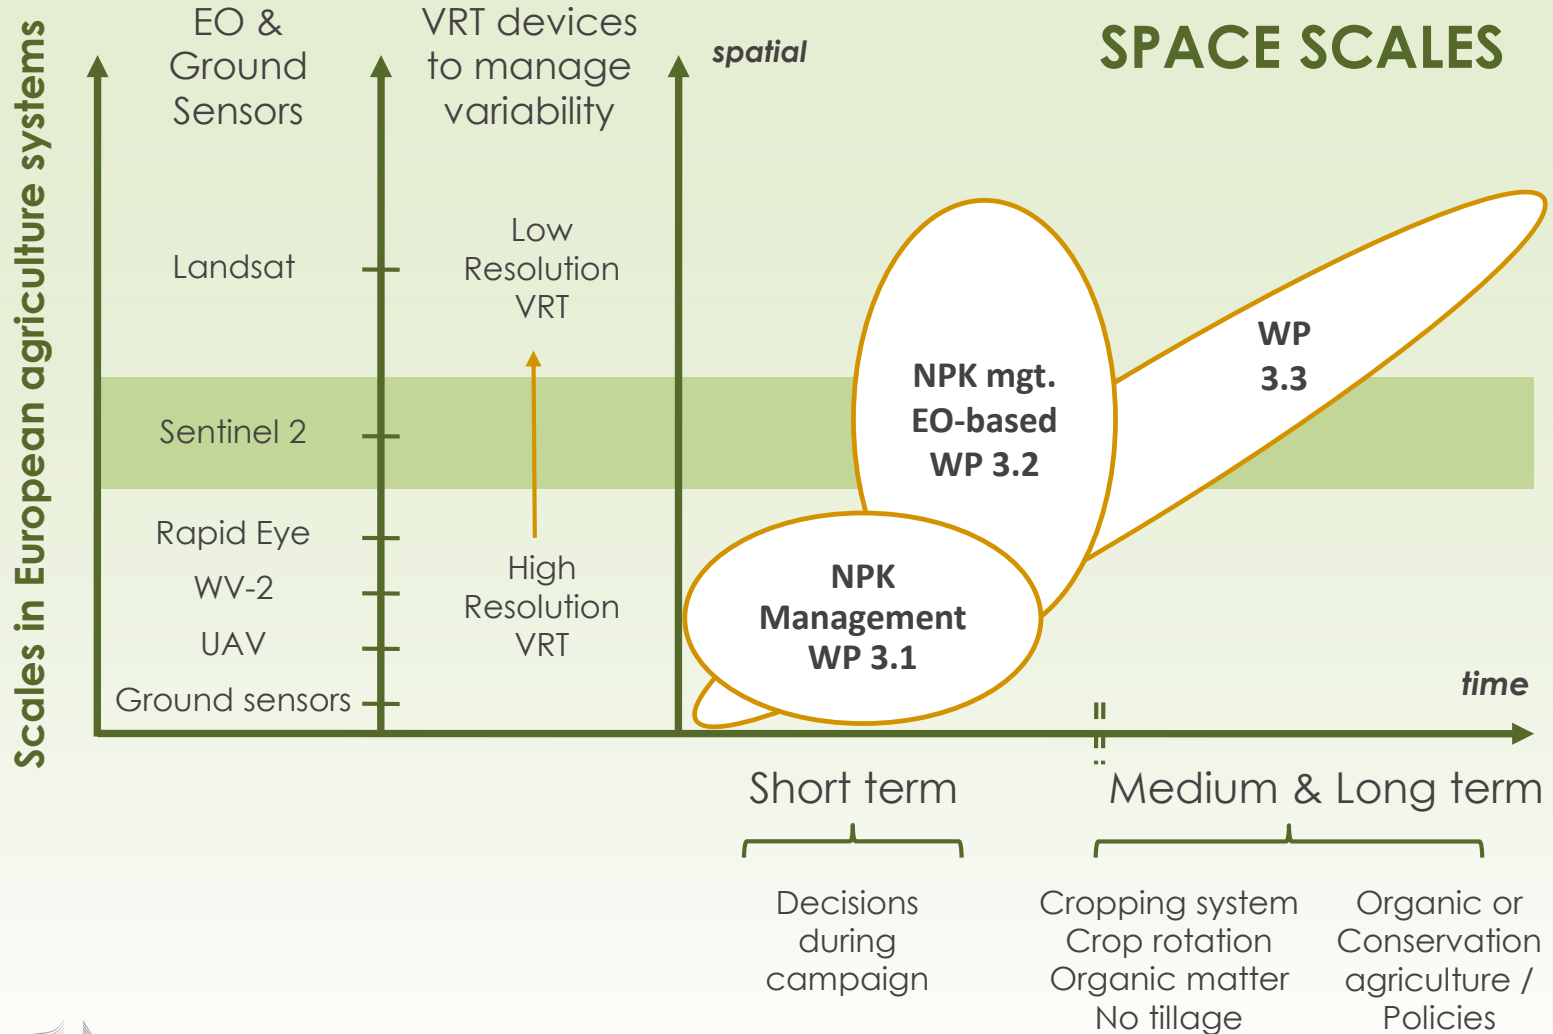 SPACE SCALES
Scales in European agriculture systems
EO &
Ground
Sensors
VRT devices
to manage
variability
spatial
Landsat
Sentinel 2
Rapid Eye
WV-2
UAV
Ground sensors
Low
Resolution
VRT
High
Resolution
VRT
NPK mgt.
EO-based
WP 3.2
WP
3.3
NPK
Management
WP 3.1
time
Short term
Medium & Long term
Decisions
during
campaign
Cropping system
Crop rotation
Organic matter
No tillage
Organic or
Conservation
agriculture /
Policies